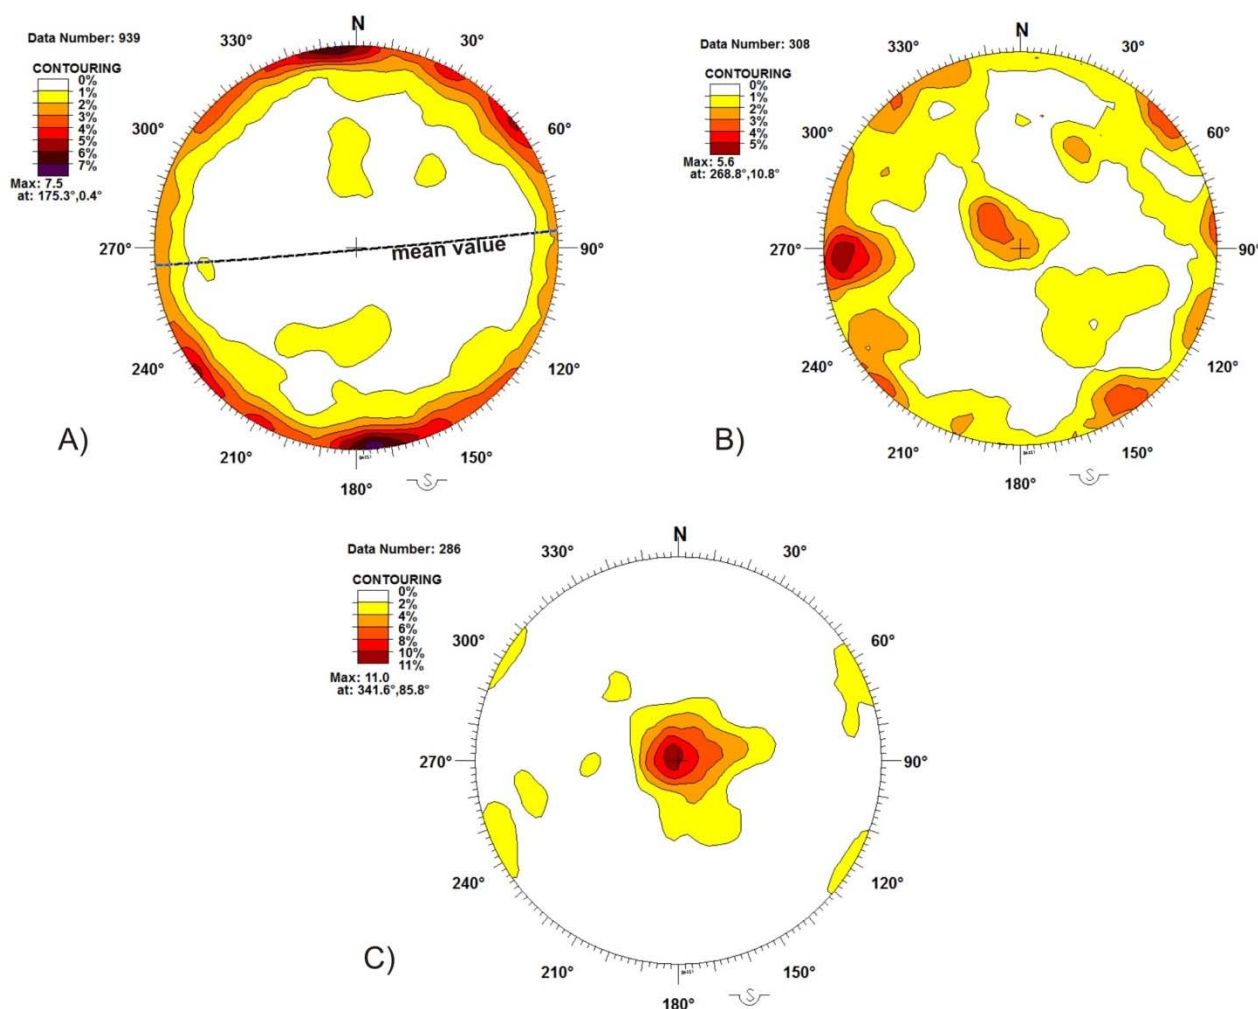 N
Data Number: 939
330°
30°
CONTOURING
0%
1%
2%
3%
4%
5%
6%
7%
Max: 7.5
at: 175.3°,0.4°
300°
60°
270°
mean value
90°
240°
120°
A)
210°
150°
180°
S
N
Data Number: 308
330°
30°
CONTOURING
0%
1%
2%
3%
4%
5%
Max: 5.6
at: 268.8°,10.8°
300°
60°
270°
90°
240°
120°
B)
210°
150°
180°
S
N
Data Number: 286
330°
30°
CONTOURING
0%
2%
4%
6%
8%
10%
11%
Max: 11.0
at: 341.6°,85.8°
300°
60°
270°
90°
240°
120°
C)
210°
150°
180°
S